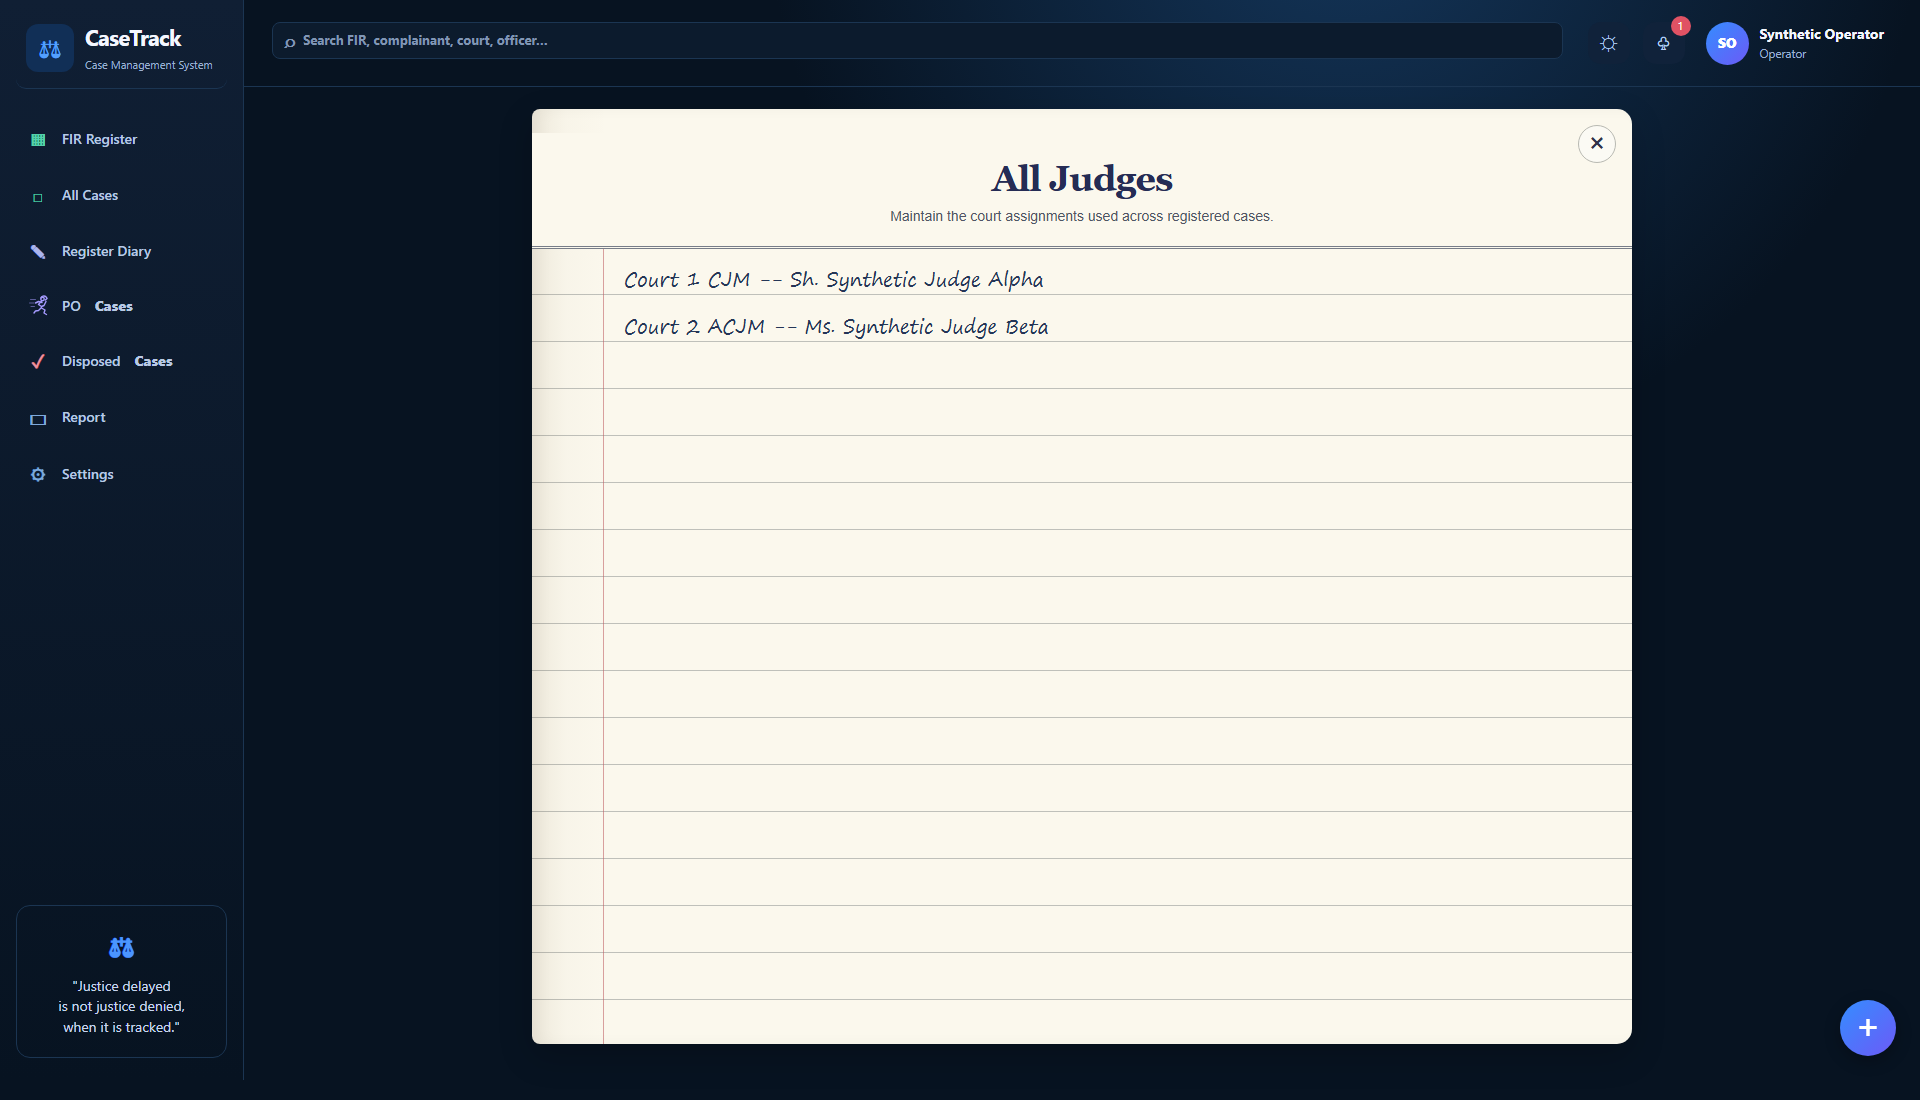 CaseTrack
Case Management System
Search FIR, complainant, court, officer...
1
SO
Synthetic Operator
Operator
FIR Register
All Cases
Register Diary
PO Cases
Disposed Cases
Report
Settings
All Judges
Maintain the court assignments used across registered cases.
Court 1 CJM -- Sh. Synthetic Judge Alpha
Court 2 ACJM -- Ms. Synthetic Judge Beta
"Justice delayed
is not justice denied,
when it is tracked."